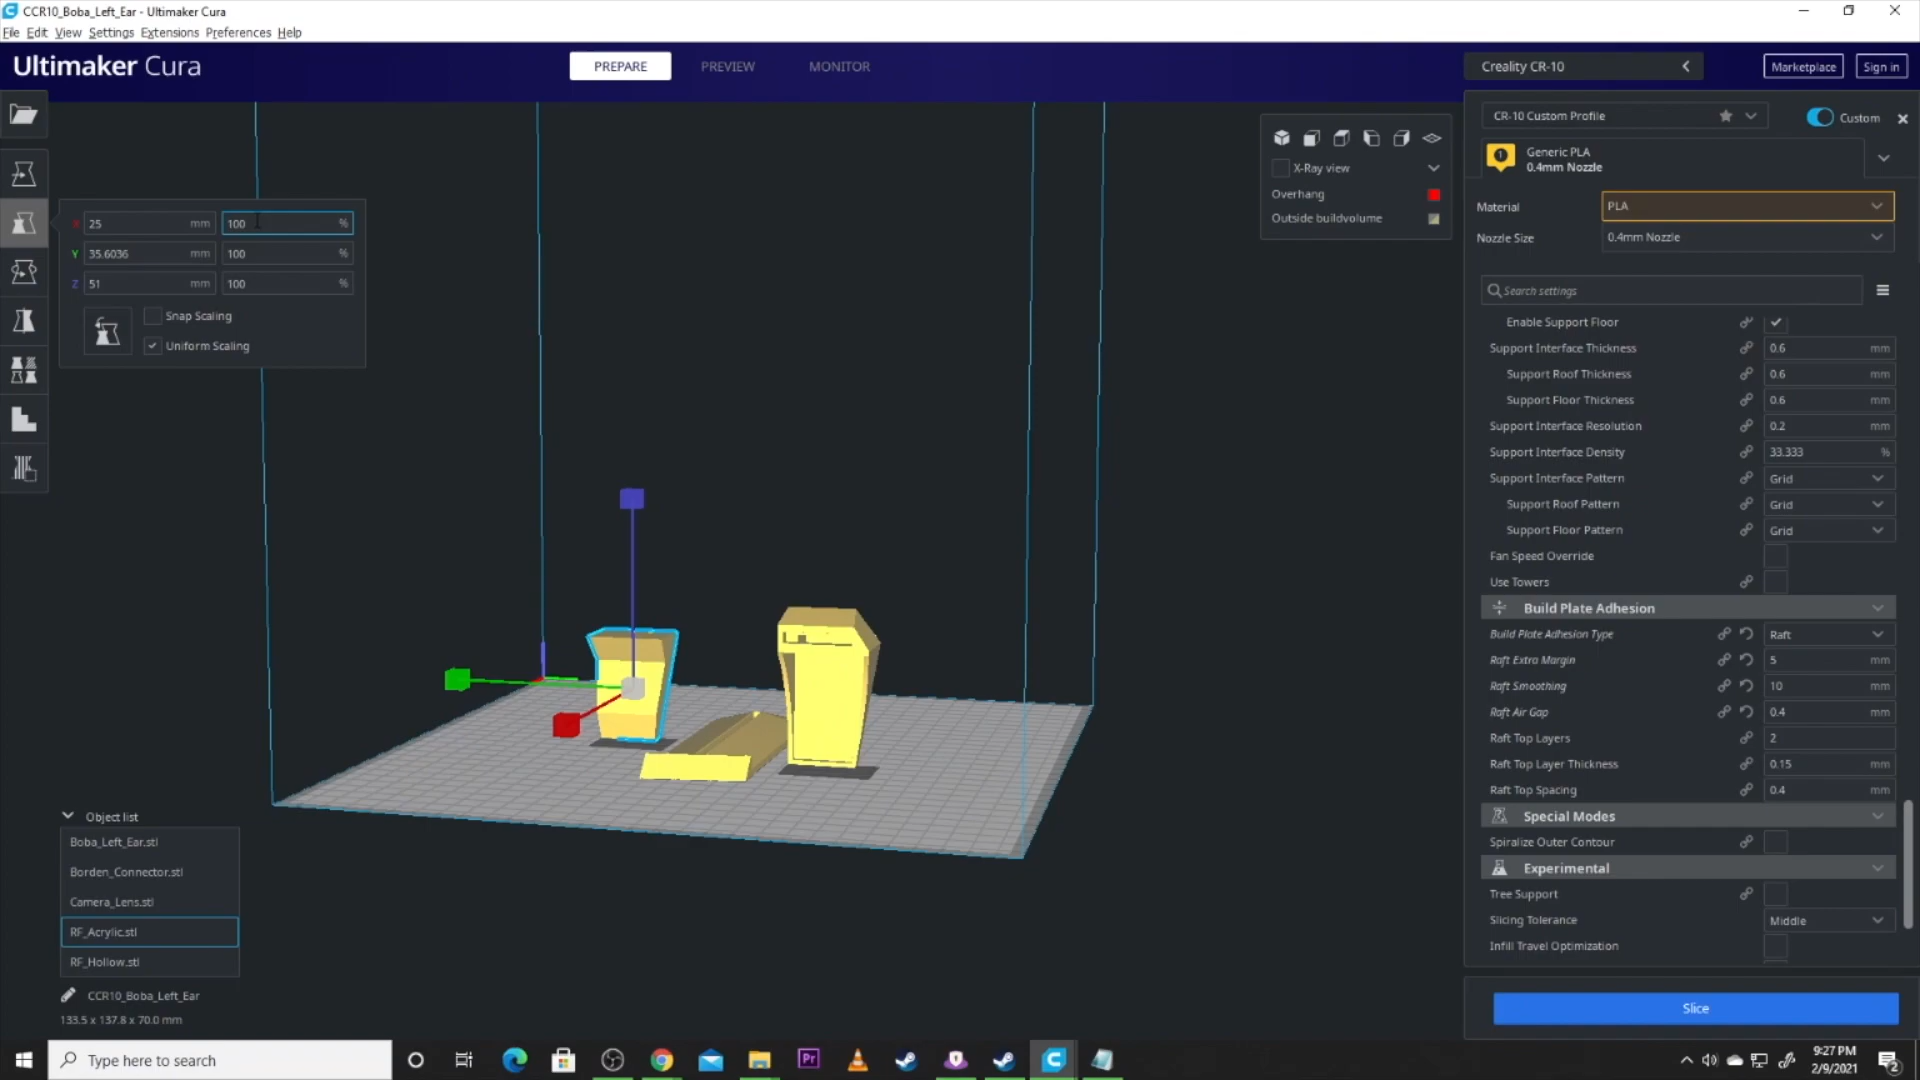 CCR10_Boba_Left_Ear - Ultimaker Cura
File Edit View Settings Extensions Preferences Help
Ultimaker Cura
PREPARE PREVIEW MONITOR
Creality CR-10
Marketplace
Sign in
CR-10 Custom Profile
Custom
Generic PLA
0.4mm Nozzle
Material PLA
Nozzle Size 0.4mm Nozzle
Search settings
X 25 mm 100 %
Y 35.6036 mm 100 %
Z 51 mm 100 %
Snap Scaling
Uniform Scaling
X-Ray view
Overhang
Outside buildvolume
Enable Support Floor
Support Interface Thickness 0.6 mm
Support Roof Thickness 0.6 mm
Support Floor Thickness 0.6 mm
Support Interface Resolution 0.2 mm
Support Interface Density 33.333 %
Support Interface Pattern Grid
Support Roof Pattern Grid
Support Floor Pattern Grid
Fan Speed Override
Use Towers
Build Plate Adhesion
Build Plate Adhesion Type Raft
Raft Extra Margin 5 mm
Raft Smoothing 10 mm
Raft Air Gap 0.4 mm
Raft Top Layers 2
Raft Top Layer Thickness 0.15 mm
Raft Top Spacing 0.4 mm
Special Modes
Spiralize Outer Contour
Experimental
Tree Support
Slicing Tolerance Middle
Infill Travel Optimization
Slice
Object list
Boba_Left_Ear.stl
Borden_Connector.stl
Camera_Lens.stl
RF_Acrylic.stl
RF_Hollow.stl
CCR10_Boba_Left_Ear
133.5 x 137.8 x 70.0 mm
Type here to search
Pr
9:27 PM
2/9/2021
2